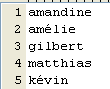 1 amandine
2 amélie
3 gilbert
4 matthias
5 kévin